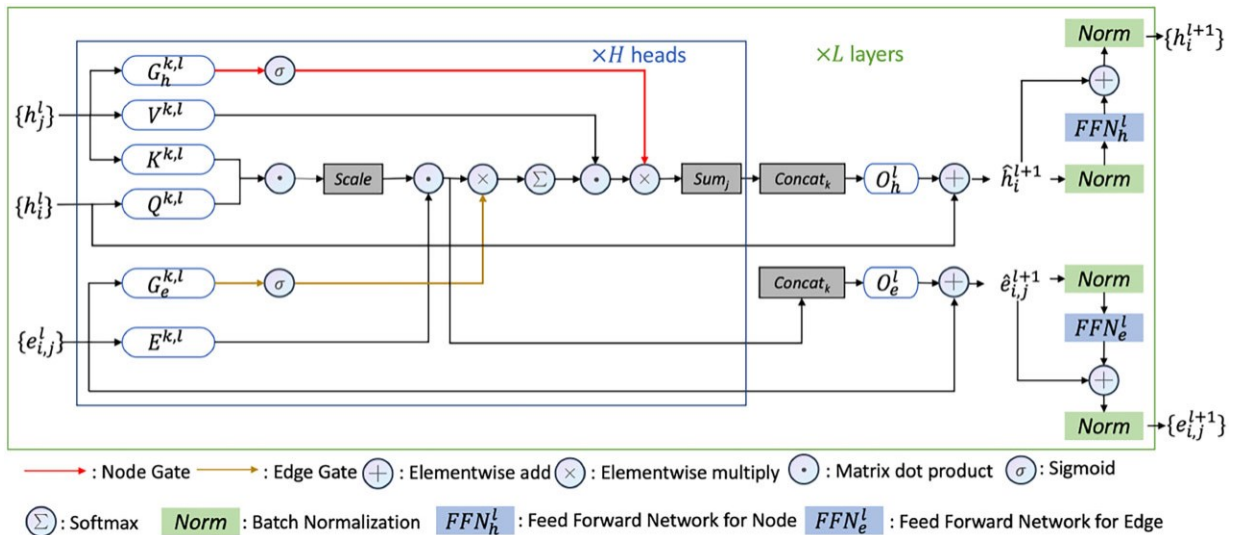 ×H heads
×L layers
Norm
{h_i^{l+1}}
G_h^{k,l}
σ
{h_j^l}
V^{k,l}
FFN_h^l
K^{k,l}
Scale
Sum_j
Concat_k
O_h^l
ĥ_i^{l+1}
Norm
{h_i^l}
Q^{k,l}
G_e^{k,l}
σ
Concat_k
O_e^l
ê_{i,j}^{l+1}
Norm
{e_{i,j}^l}
E^{k,l}
FFN_e^l
Norm
{e_{i,j}^{l+1}}
: Node Gate : Edge Gate + : Elementwise add × : Elementwise multiply · : Matrix dot product σ : Sigmoid
Σ : Softmax Norm : Batch Normalization FFN_h^l : Feed Forward Network for Node FFN_e^l : Feed Forward Network for Edge